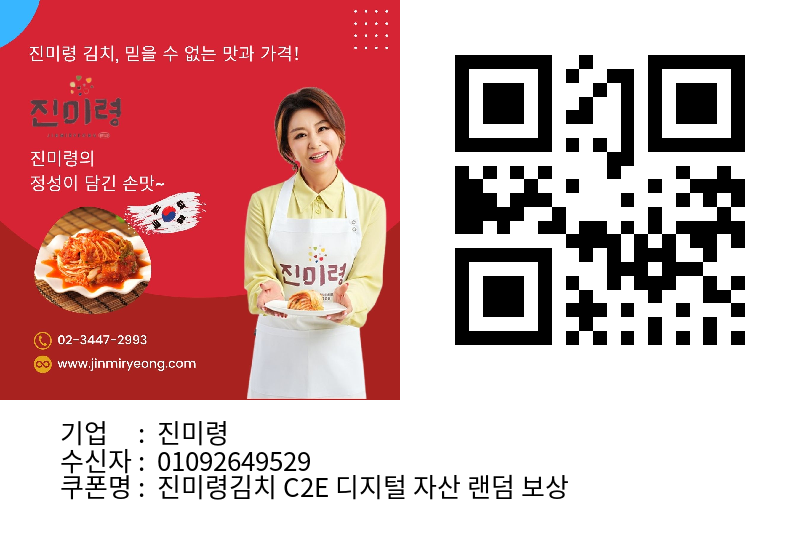 진미령 김치, 믿을 수 없는 맛과 가격!
진미령
진미령의
정성이 담긴 손맛~
진미령
02-3447-2993
www.jinmiryeong.com
기업 : 진미령
수신자 : 01092649529
쿠폰명 : 진미령김치 C2E 디지털 자산 랜덤 보상